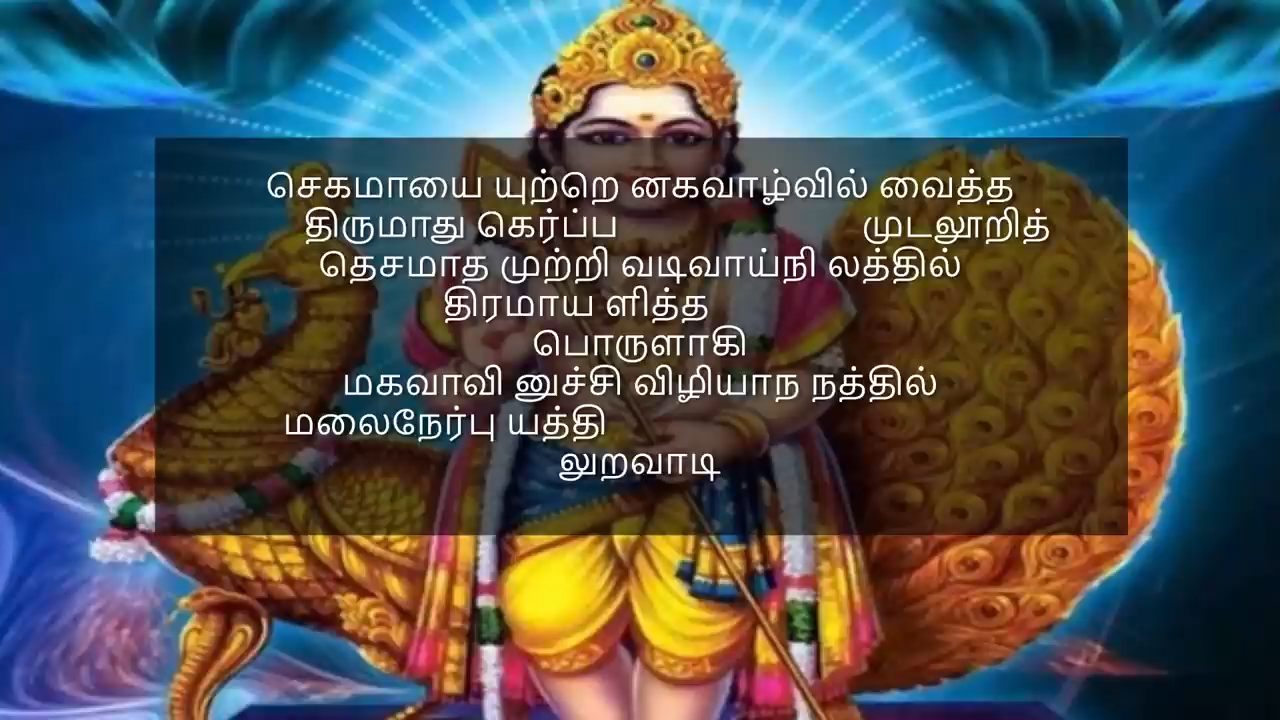 செகமாயை யுற்றெ னகவாழ்வில் வைத்த
திருமாது கெர்ப்ப முடலூறித்
தெசமாத முற்றி வடிவாய்நி லத்தில்
திரமாய ளித்த
பொருளாகி
மகவாவி னுச்சி விழியாந நத்தில்
மலைநேர்பு யத்தி
லுறவாடி